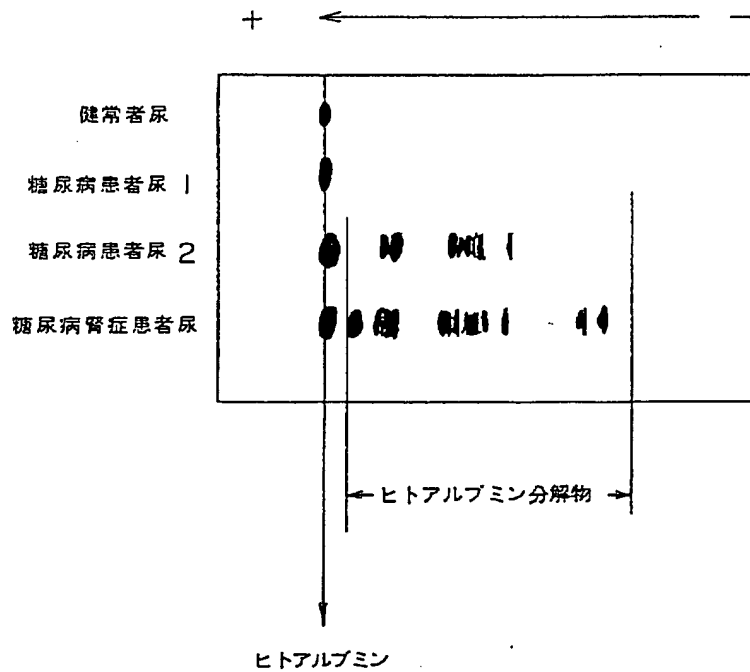 + −
健常者尿
糖尿病患者尿 1
糖尿病患者尿 2
糖尿病腎症患者尿
ヒトアルブミン分解物
ヒトアルブミン